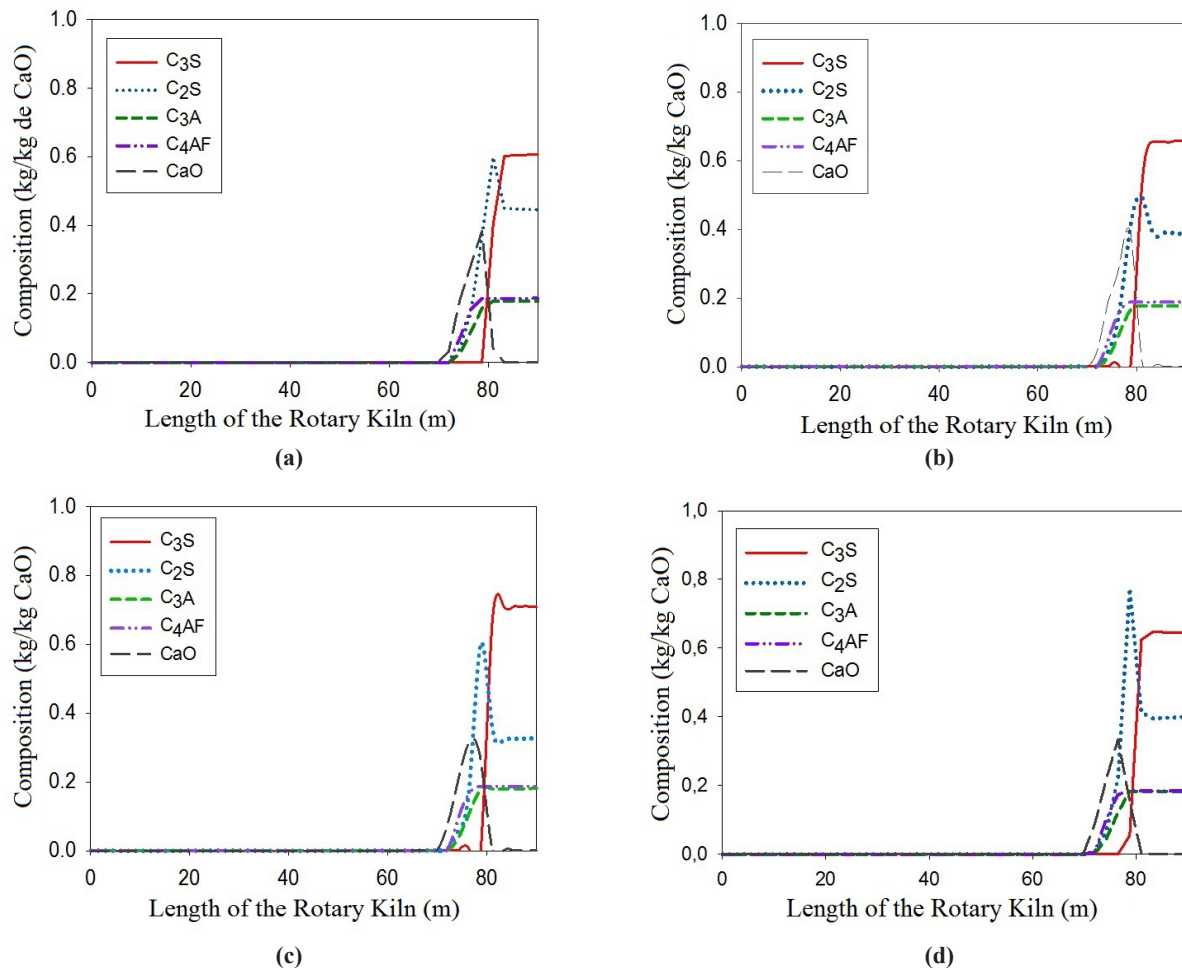 1.0
0.8
0.6
0.4
0.2
0.0
Composition (kg/kg de CaO)
C3S
C2S
C3A
C4AF
CaO
0 20 40 60 80
Length of the Rotary Kiln (m)
(a)
1.0
0.8
0.6
0.4
0.2
0.0
Composition (kg/kg CaO)
C3S
C2S
C3A
C4AF
CaO
0 20 40 60 80
Length of the Rotary Kiln (m)
(b)
1.0
0.8
0.6
0.4
0.2
0.0
Composition (kg/kg CaO)
C3S
C2S
C3A
C4AF
CaO
0 20 40 60 80
Length of the Rotary Kiln (m)
(c)
1,0
0,8
0,6
0,4
0,2
0,0
Composition (kg/kg CaO)
C3S
C2S
C3A
C4AF
CaO
0 20 40 60 80
Length of the Rotary Kiln (m)
(d)